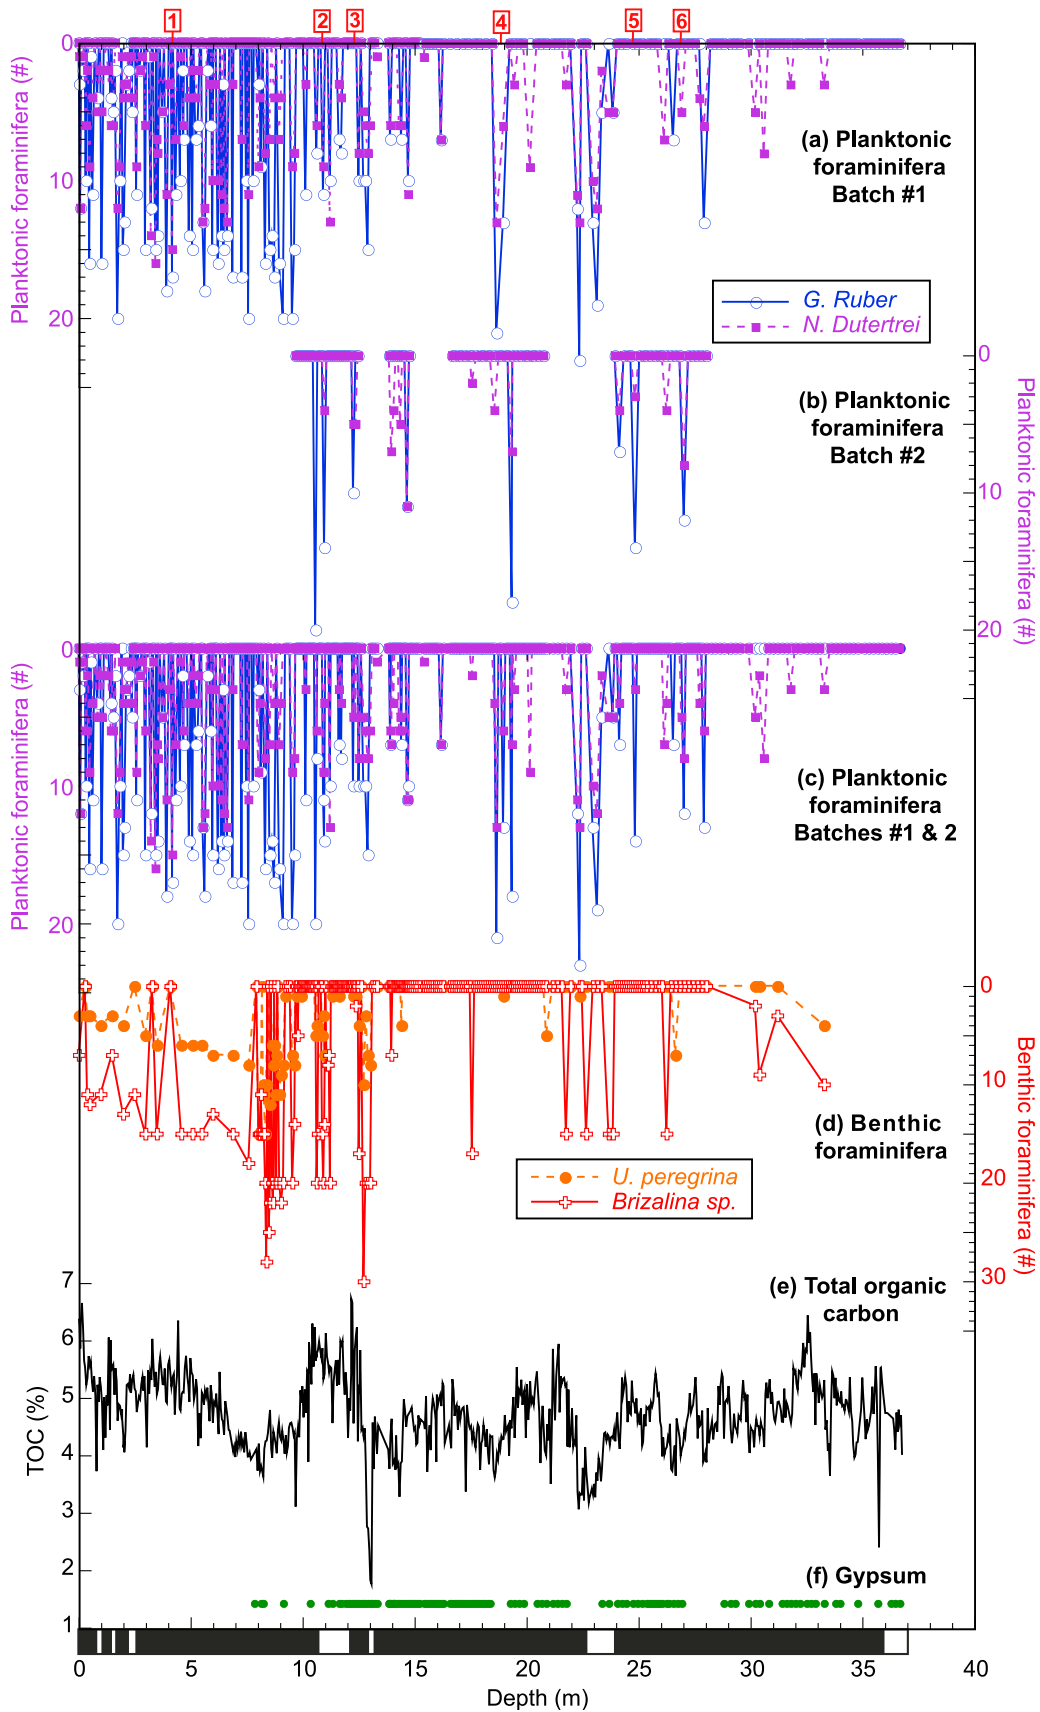 1 2 3 4 5 6
0
10
20
Planktonic foraminifera (#)
(a) Planktonic
foraminifera
Batch #1
G. Ruber
N. Dutertrei
0
10
20
Planktonic foraminifera (#)
(b) Planktonic
foraminifera
Batch #2
0
10
20
Planktonic foraminifera (#)
(c) Planktonic
foraminifera
Batches #1 & 2
0
10
20
30
Benthic foraminifera (#)
(d) Benthic
foraminifera
U. peregrina
Brizalina sp.
7
6
5
4
3
2
1
TOC (%)
(e) Total organic
carbon
(f) Gypsum
0 5 10 15 20 25 30 35 40
Depth (m)